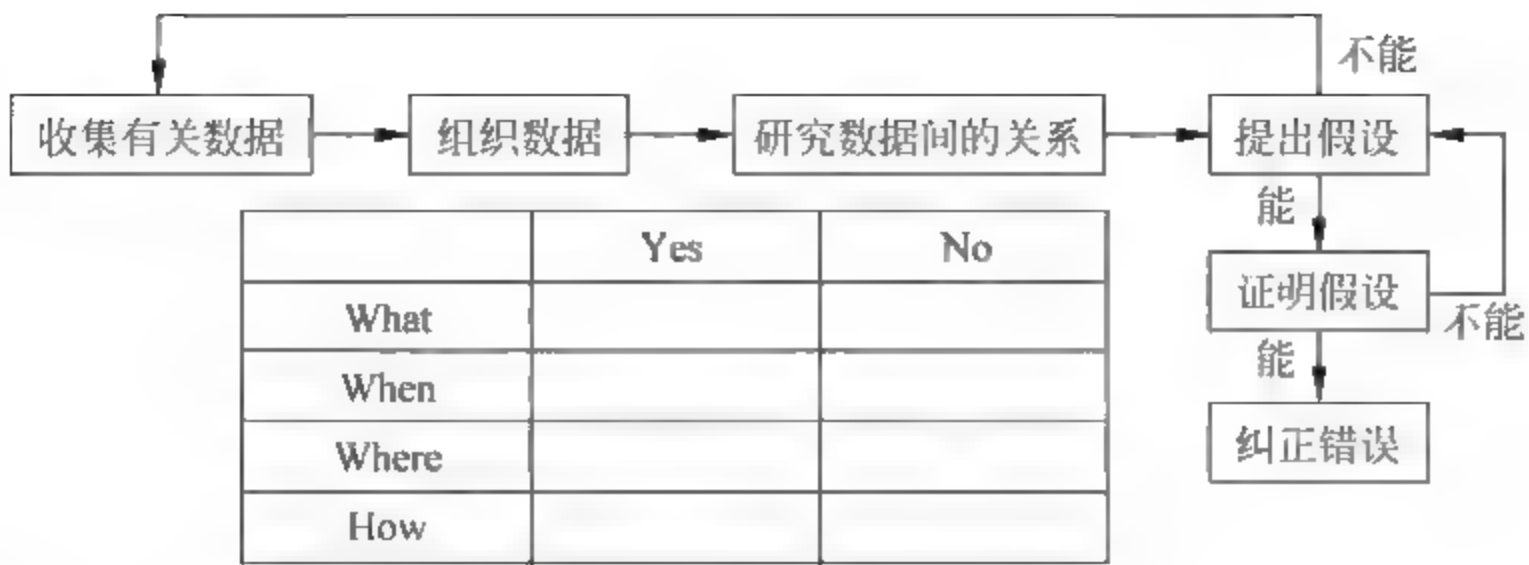 不能
收集有关数据 组织数据 研究数据间的关系 提出假设
能
Yes No
证明假设
What
不能
能
When
纠正错误
Where
How